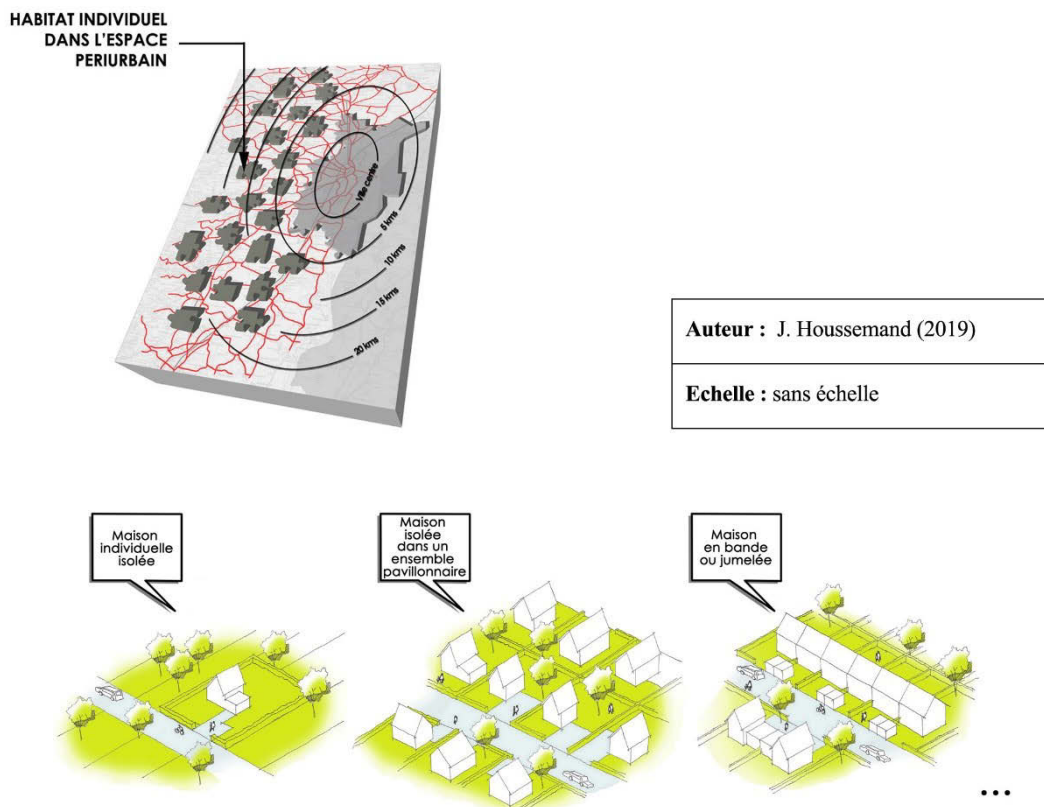 HABITAT INDIVIDUEL
DANS L'ESPACE
PERIURBAIN
Ville centre
5 kms
10 kms
15 kms
20 kms
Auteur : J. Houssemand (2019)
Echelle : sans échelle
Maison
individuelle
isolée
Maison
isolée
dans un
ensemble
pavillonnaire
Maison
en bande
ou jumelée
...